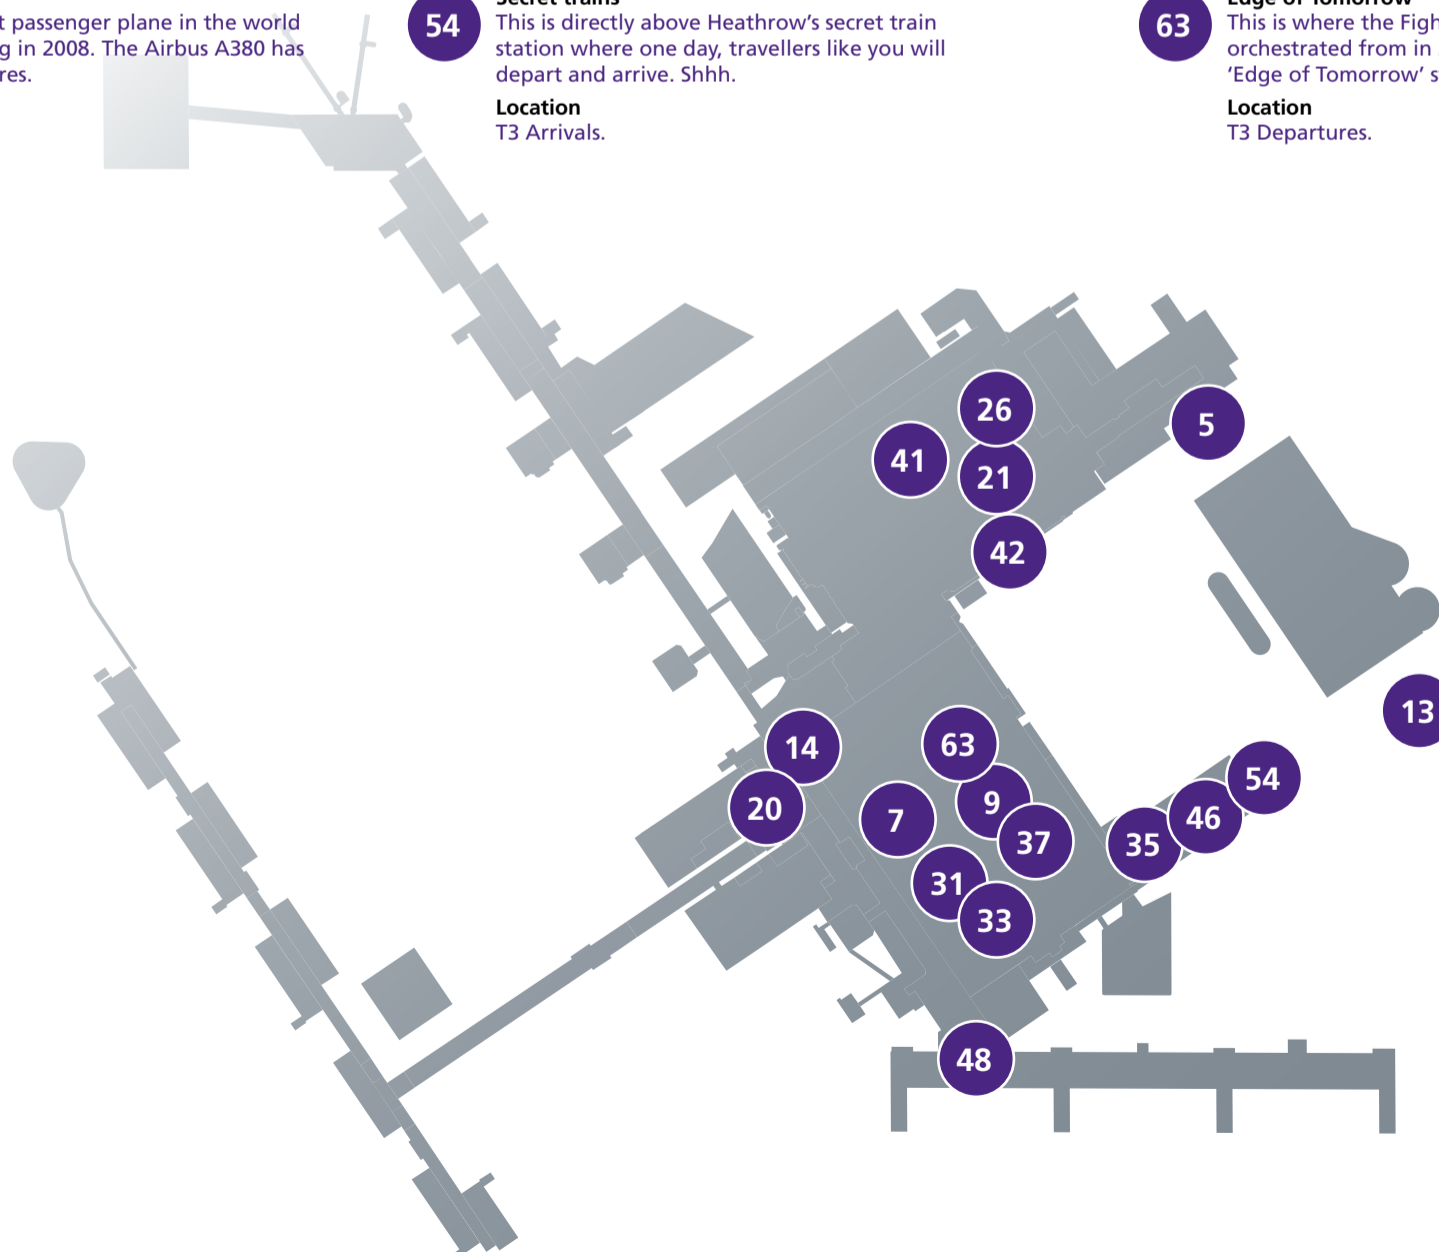 t passenger plane in the world
g in 2008. The Airbus A380 has
res.
54
This is directly above Heathrow's secret train
station where one day, travellers like you will
depart and arrive. Shhh.
Location
T3 Arrivals.
63
Edge of Tomorrow
This is where the Figh
orchestrated from in
‘Edge of Tomorrow’ s
Location
T3 Departures.
26
5
41
21
42
13
14
63
54
20
7
9
46
37
35
31
33
48